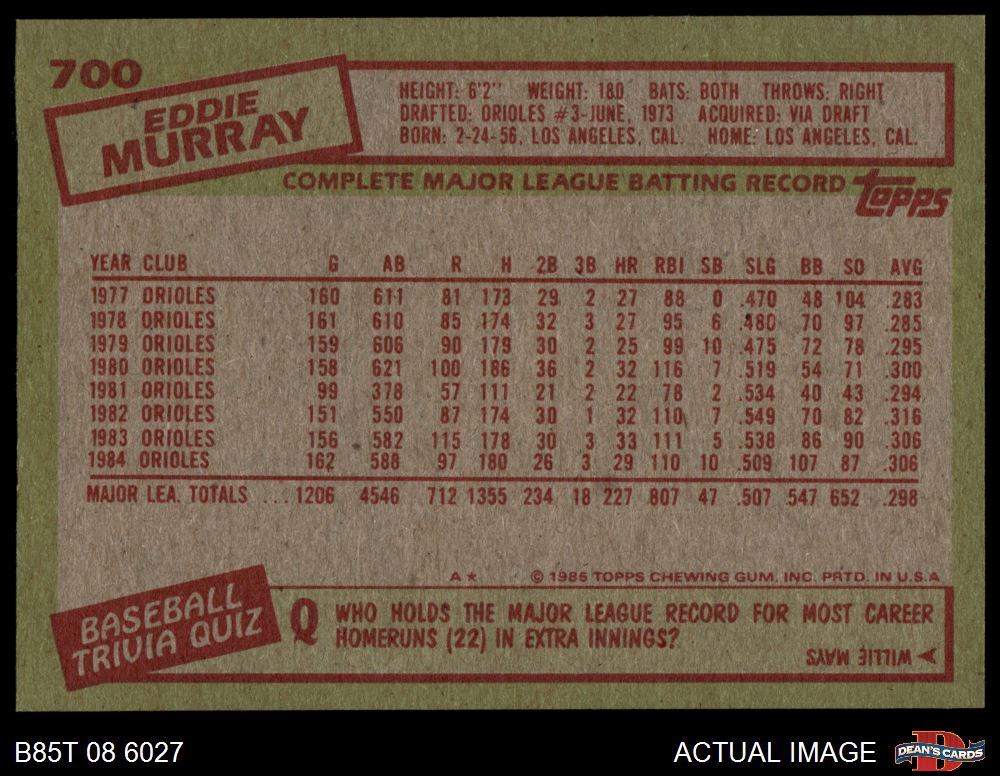 700
EDDIE
MURRAY
HEIGHT: 6'2" WEIGHT: 180 BATS: BOTH THROWS: RIGHT
DRAFTED: ORIOLES #3-JUNE, 1973 ACQUIRED: VIA DRAFT
BORN: 2-24-56, LOS ANGELES, CAL. HOME: LOS ANGELES, CAL.
COMPLETE MAJOR LEAGUE BATTING RECORD
topps
YEAR CLUB G AB R H 2B 3B HR RBI SB SLG BB SO AVG
1977 ORIOLES 160 611 81 173 29 2 27 88 0 .470 48 104 .283
1978 ORIOLES 161 610 85 174 32 3 27 95 6 .480 70 97 .285
1979 ORIOLES 159 606 90 179 30 2 25 99 10 .475 72 78 .295
1980 ORIOLES 158 621 100 186 36 2 32 116 7 .519 54 71 .300
1981 ORIOLES 99 378 57 111 21 2 22 78 2 .534 40 43 .294
1982 ORIOLES 151 550 87 174 30 1 32 110 7 .549 70 82 .316
1983 ORIOLES 156 582 115 178 30 3 33 111 5 .538 86 90 .306
1984 ORIOLES 162 588 97 180 26 3 29 110 10 .509 107 87 .306
MAJOR LEA. TOTALS ... 1206 4546 712 1355 234 18 227 807 47 .507 547 652 .298
A* © 1985 TOPPS CHEWING GUM, INC. PRTD. IN U.S.A
BASEBALL
TRIVIA QUIZ
Q WHO HOLDS THE MAJOR LEAGUE RECORD FOR MOST CAREER
HOMERUNS (22) IN EXTRA INNINGS?
WILLIE MAYS
B85T 08 6027
ACTUAL IMAGE
DEAN'S CARDS